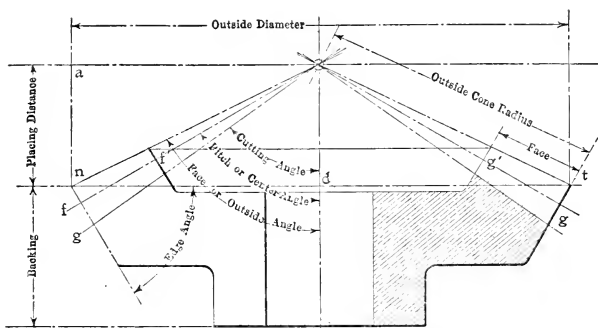 Outside Diameter
a
Outside Cone Radius
Placing Distance
Face
Cutting Angle
f'
g'
Pitch or Center Angle
d
n
t
Face or Outside Angle
f
g
g
Edge Angle
Backing